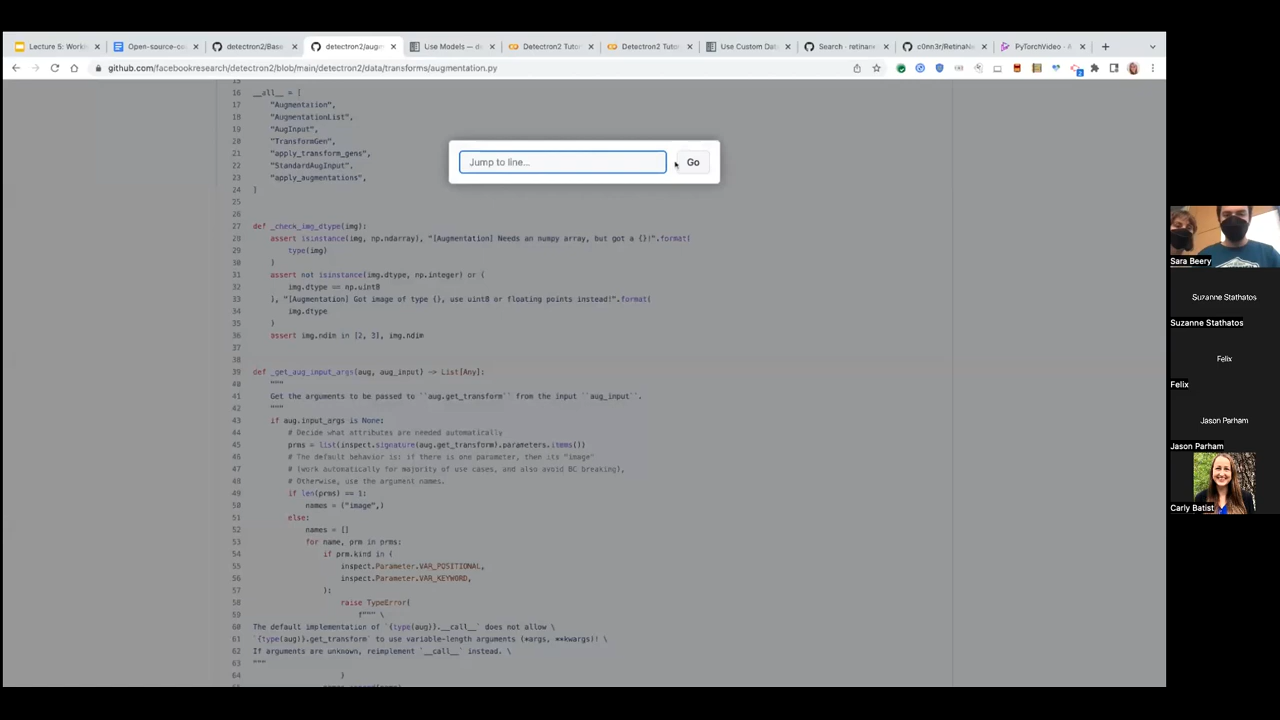 Lecture 5: Work
Open-source-co
detectron2/Base
detectron2/aug
Use Models — de
Detectron2 Tutor
Detectron2 Tutor
Use Custom Dat
Search · retinane
c0nn3r/RetinaNe
PyTorchVideo · A
github.com/facebookresearch/detectron2/blob/main/detectron2/data/transforms/augmentation.py
15
16 __all__ = [
17 "Augmentation",
18 "AugmentationList",
19 "AugInput",
20 "TransformGen",
21 "apply_transform_gens",
22 "StandardAugInput",
23 "apply_augmentations",
24 ]
25
26
27 def _check_img_dtype(img):
28 assert isinstance(img, np.ndarray), "[Augmentation] Needs an numpy array, but got a {}!".format(
29 type(img)
30 )
31 assert not isinstance(img.dtype, np.integer) or (
32 img.dtype == np.uint8
33 ), "[Augmentation] Got image of type {}, use uint8 or floating points instead!".format(
34 img.dtype
35 )
36 assert img.ndim in [2, 3], img.ndim
37
38
39 def _get_aug_input_args(aug, aug_input) -> List[Any]:
40 """
41 Get the arguments to be passed to ``aug.get_transform`` from the input ``aug_input``.
42 """
43 if aug.input_args is None:
44 # Decide what attributes are needed automatically
45 prms = list(inspect.signature(aug.get_transform).parameters.items())
46 # The default behavior is: if there is one parameter, then its "image"
47 # (work automatically for majority of use cases, and also avoid BC breaking),
48 # Otherwise, use the argument names.
49 if len(prms) == 1:
50 names = ("image",)
51 else:
52 names = []
53 for name, prm in prms:
54 if prm.kind in (
55 inspect.Parameter.VAR_POSITIONAL,
56 inspect.Parameter.VAR_KEYWORD,
57 ):
58 raise TypeError(
59 f""" \
60 The default implementation of `{type(aug)}.__call__` does not allow \
61 `{type(aug)}.get_transform` to use variable-length arguments (*args, **kwargs)! \
62 If arguments are unknown, reimplement `__call__` instead. \
63 """
64 )
Jump to line...
Go
Sara Beery
Suzanne Stathatos
Suzanne Stathatos
Felix
Felix
Jason Parham
Jason Parham
Carly Batist